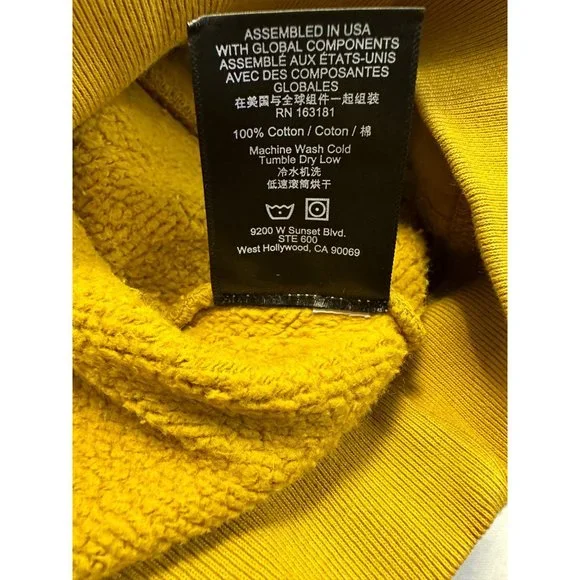 ASSEMBLED IN USA
WITH GLOBAL COMPONENTS
ASSEMBLÉ AUX ÉTATS-UNIS
AVEC DES COMPOSANTES
GLOBALES
在美国与全球组件一起组装
RN 163181
100% Cotton / Coton / 棉
Machine Wash Cold
Tumble Dry Low
冷水机洗
低速滚筒烘干
9200 W Sunset Blvd.
STE 600
West Hollywood, CA 90069